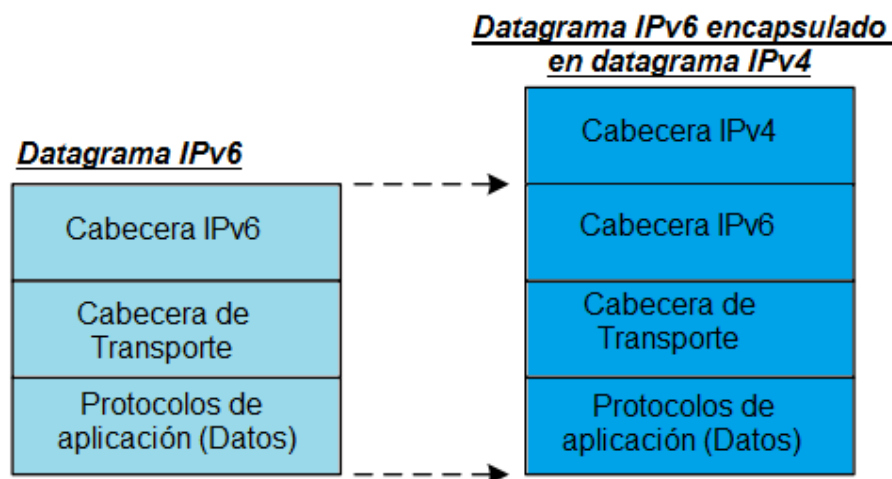 Datagrama IPv6
Cabecera IPv6
Cabecera de
Transporte
Protocolos de
aplicación (Datos)
Datagrama IPv6 encapsulado
en datagrama IPv4
Cabecera IPv4
Cabecera IPv6
Cabecera de
Transporte
Protocolos de
aplicación (Datos)